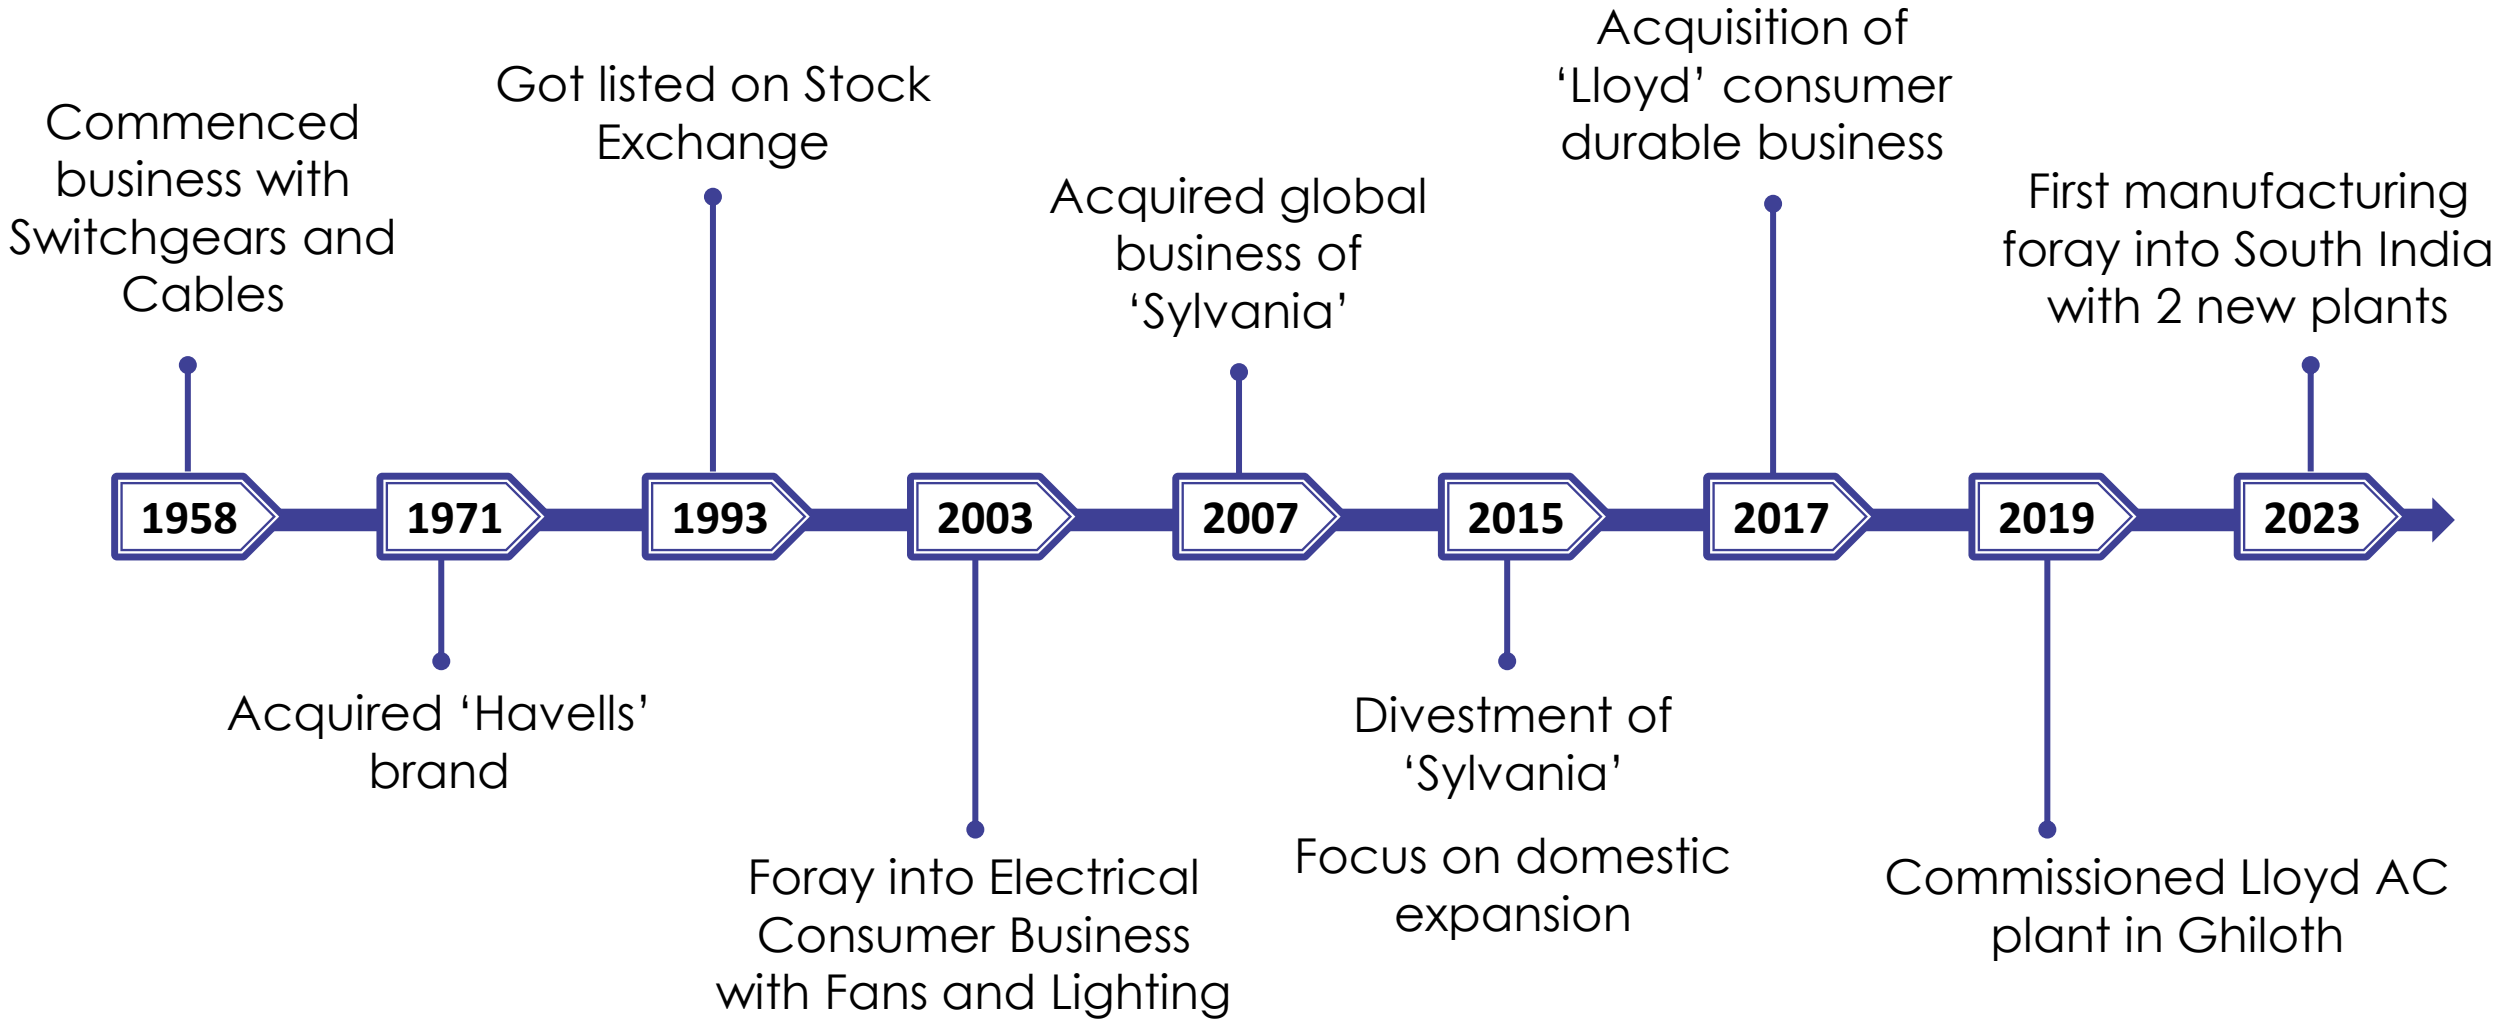 Commenced
business with
Switchgears and
Cables
Got listed on Stock
Exchange
Acquired global
business of
‘Sylvania’
Acquisition of
‘Lloyd’ consumer
durable business
First manufacturing
foray into South India
with 2 new plants
1958
1971
1993
2003
2007
2015
2017
2019
2023
Acquired ‘Havells’
brand
Foray into Electrical
Consumer Business
with Fans and Lighting
Divestment of
‘Sylvania’
Focus on domestic
expansion
Commissioned Lloyd AC
plant in Ghiloth